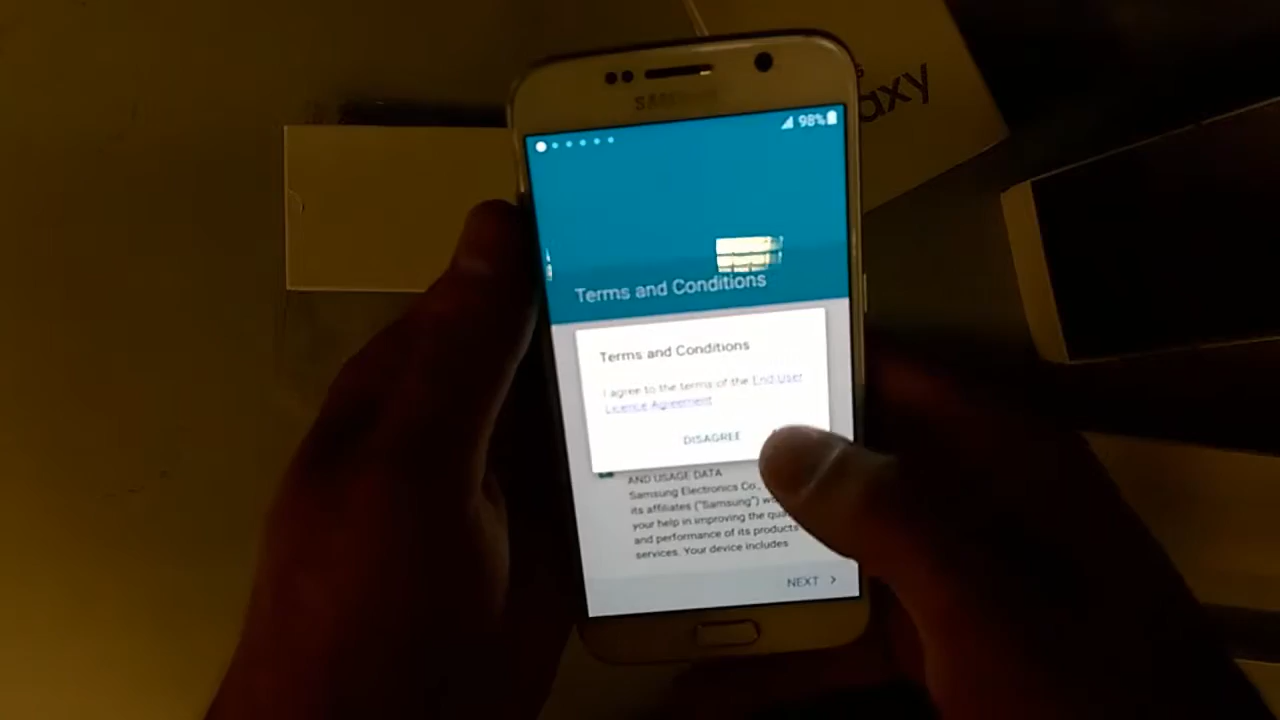 SAMSUNG
axy
98%
Terms and Conditions
Terms and Conditions
I agree to the terms of the End User
Licence Agreement
DISAGREE
AND USAGE DATA
Samsung Electronics Co.,
its affiliates ("Samsung")
your help in improving the
and performance of its products
services. Your device includes
NEXT >